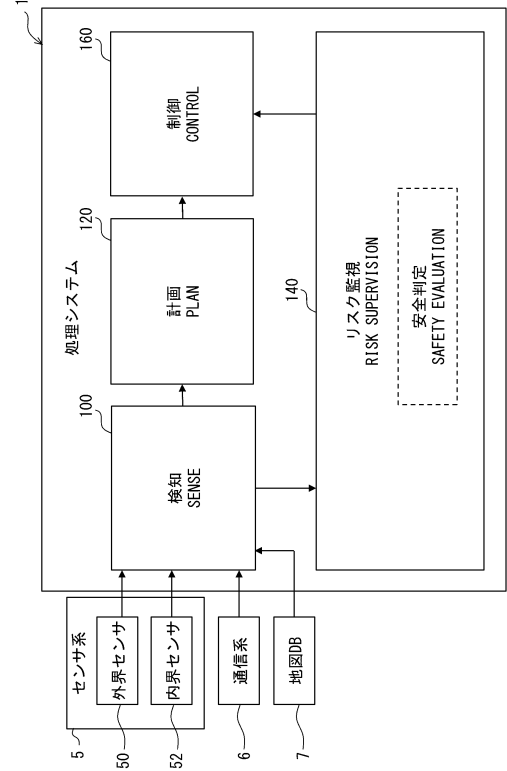 1
処理システム
センサ系
5
外界センサ
50
内界センサ
52
通信系
6
地図DB
7
100
検知
SENSE
120
計画
PLAN
160
制御
CONTROL
140
リスク監視
RISK SUPERVISION
安全判定
SAFETY EVALUATION